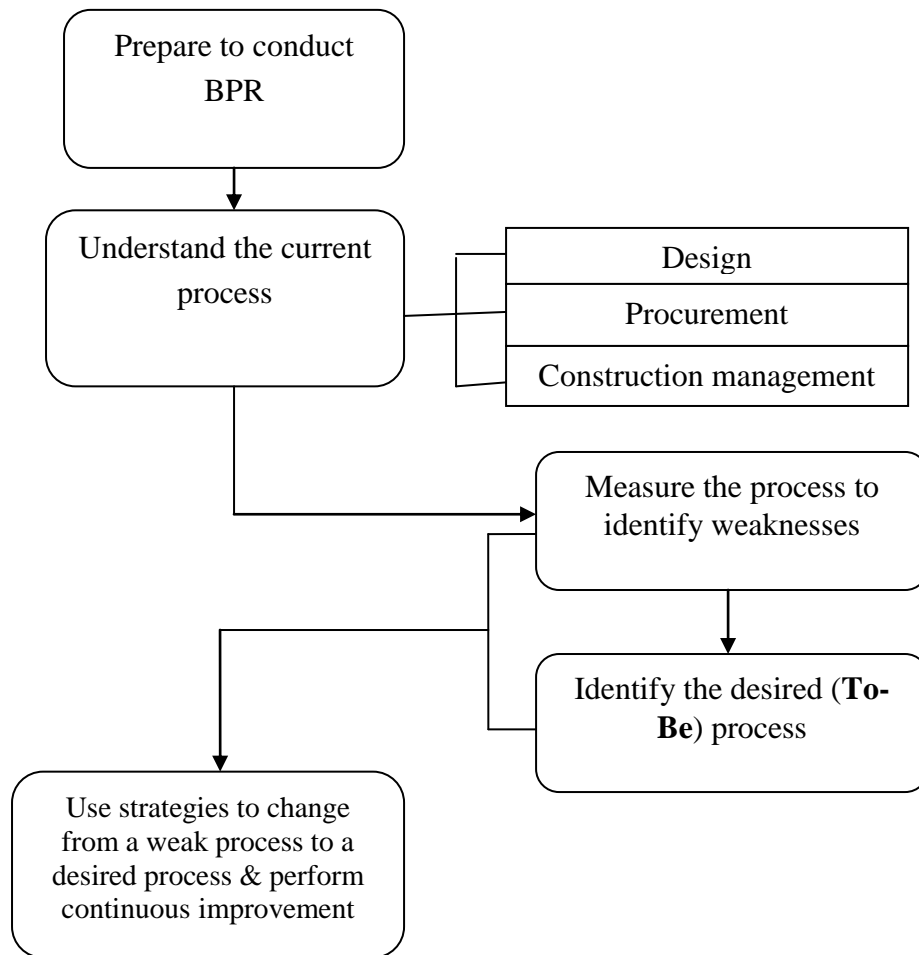 Prepare to conduct
BPR
Understand the current
process
Design
Procurement
Construction management
Measure the process to
identify weaknesses
Identify the desired (To-
Be) process
Use strategies to change
from a weak process to a
desired process & perform
continuous improvement